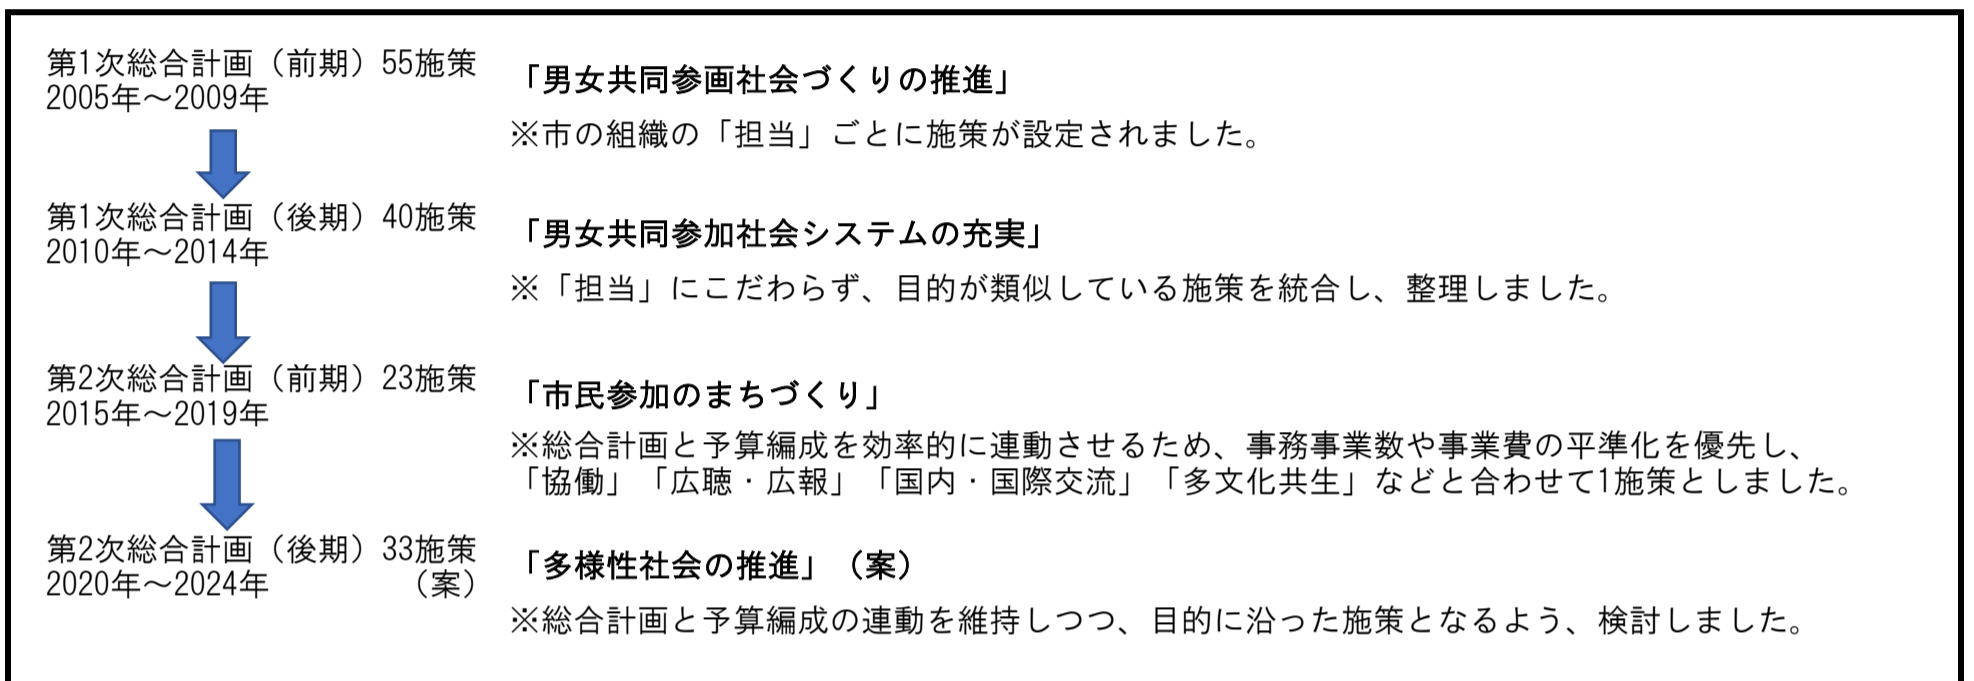 第1次総合計画（前期）55施策
2005年～2009年
「男女共同参画社会づくりの推進」
※市の組織の「担当」ごとに施策が設定されました。
第1次総合計画（後期）40施策
2010年～2014年
「男女共同参加社会システムの充実」
※「担当」にこだわらず、目的が類似している施策を統合し、整理しました。
第2次総合計画（前期）23施策
2015年～2019年
「市民参加のまちづくり」
※総合計画と予算編成を効率的に連動させるため、事務事業数や事業費の平準化を優先し、
「協働」「広聴・広報」「国内・国際交流」「多文化共生」などと合わせて1施策としました。
第2次総合計画（後期）33施策
2020年～2024年 （案）
「多様性社会の推進」（案）
※総合計画と予算編成の連動を維持しつつ、目的に沿った施策となるよう、検討しました。